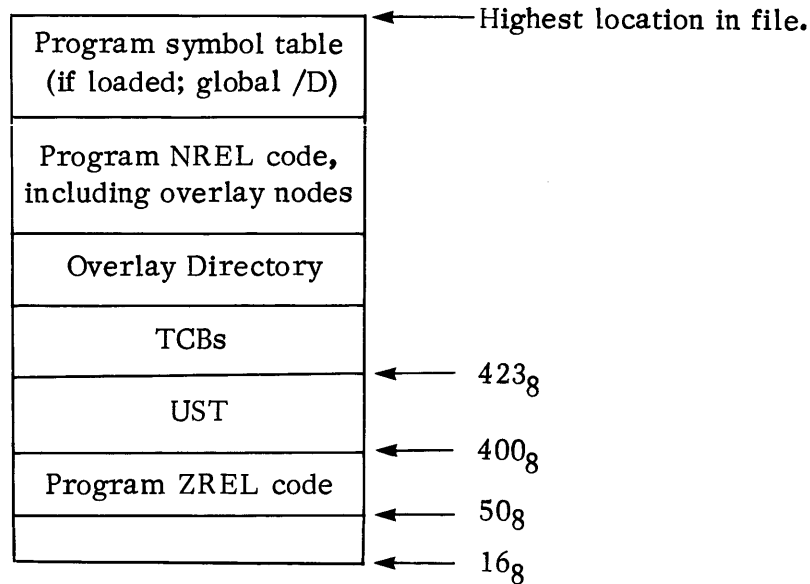 Highest location in file.
Program symbol table
(if loaded; global /D)
Program NREL code,
including overlay nodes
Overlay Directory
TCBs
423₈
UST
400₈
Program ZREL code
50₈
16₈